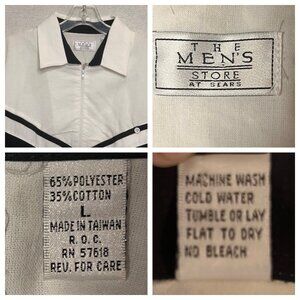 THE
MEN'S
STORE
AT SEARS
65% POLYESTER
35% COTTON
L
MADE IN TAIWAN
R. O. C.
RN 57618
REV. FOR CARE
MACHINE WASH
COLD WATER
TUMBLE OR LAY
FLAT TO DRY
NO BLEACH